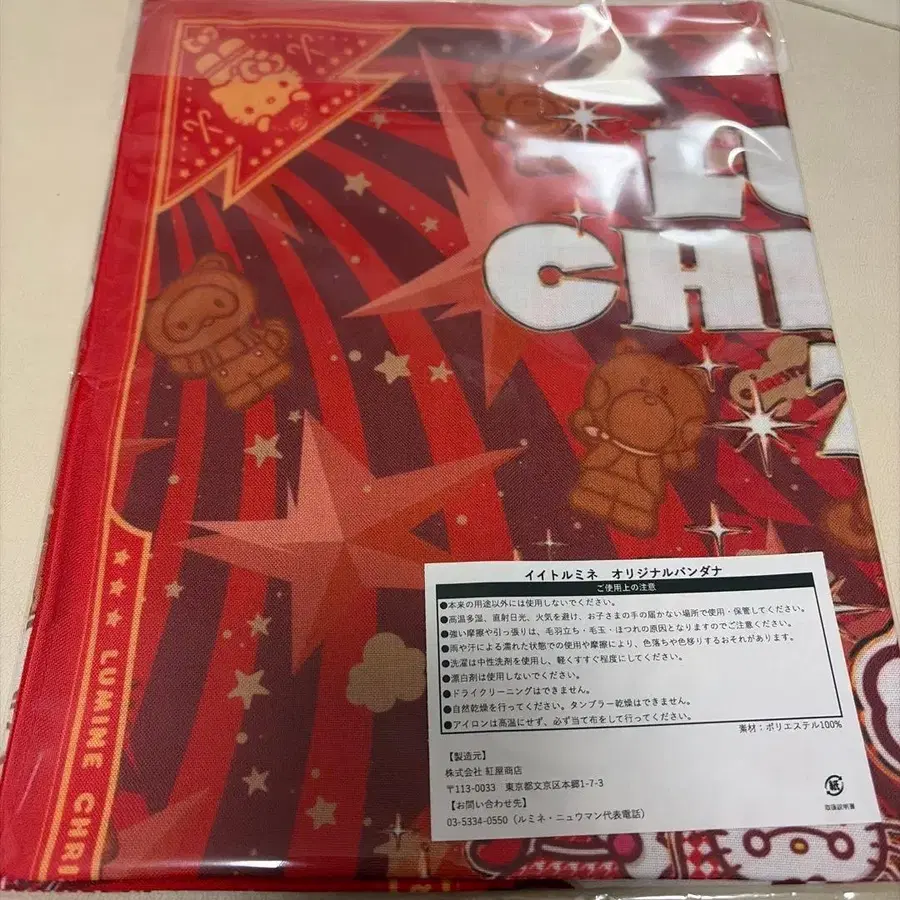 CH
LUMINE CHRI
イイトルミネ オリジナルバンダナ
ご使用上の注意
●本来の用途以外には使用しないでください。
●高温多湿、直射日光、火気を避け、お子さまの手の届かない場所で使用・保管してください。
●強い摩擦や引っ張りは、毛羽立ち・毛玉・ほつれの原因となりますのでご注意ください。
●雨や汗による濡れた状態での使用や摩擦により、色落ちや色移りするおそれがあります。
●洗濯は中性洗剤を使用し、軽くすすぐ程度にしてください。
●漂白剤は使用しないでください。
●ドライクリーニングはできません。
●自然乾燥を行ってください。タンブラー乾燥はできません。
●アイロンは高温にせず、必ず当て布をして行ってください。
素材：ポリエステル100%
【製造元】
株式会社 紅屋商店
〒113-0033 東京都文京区本郷1-7-3
【お問い合わせ先】
03-5334-0550（ルミネ・ニュウマン代表電話）
紙